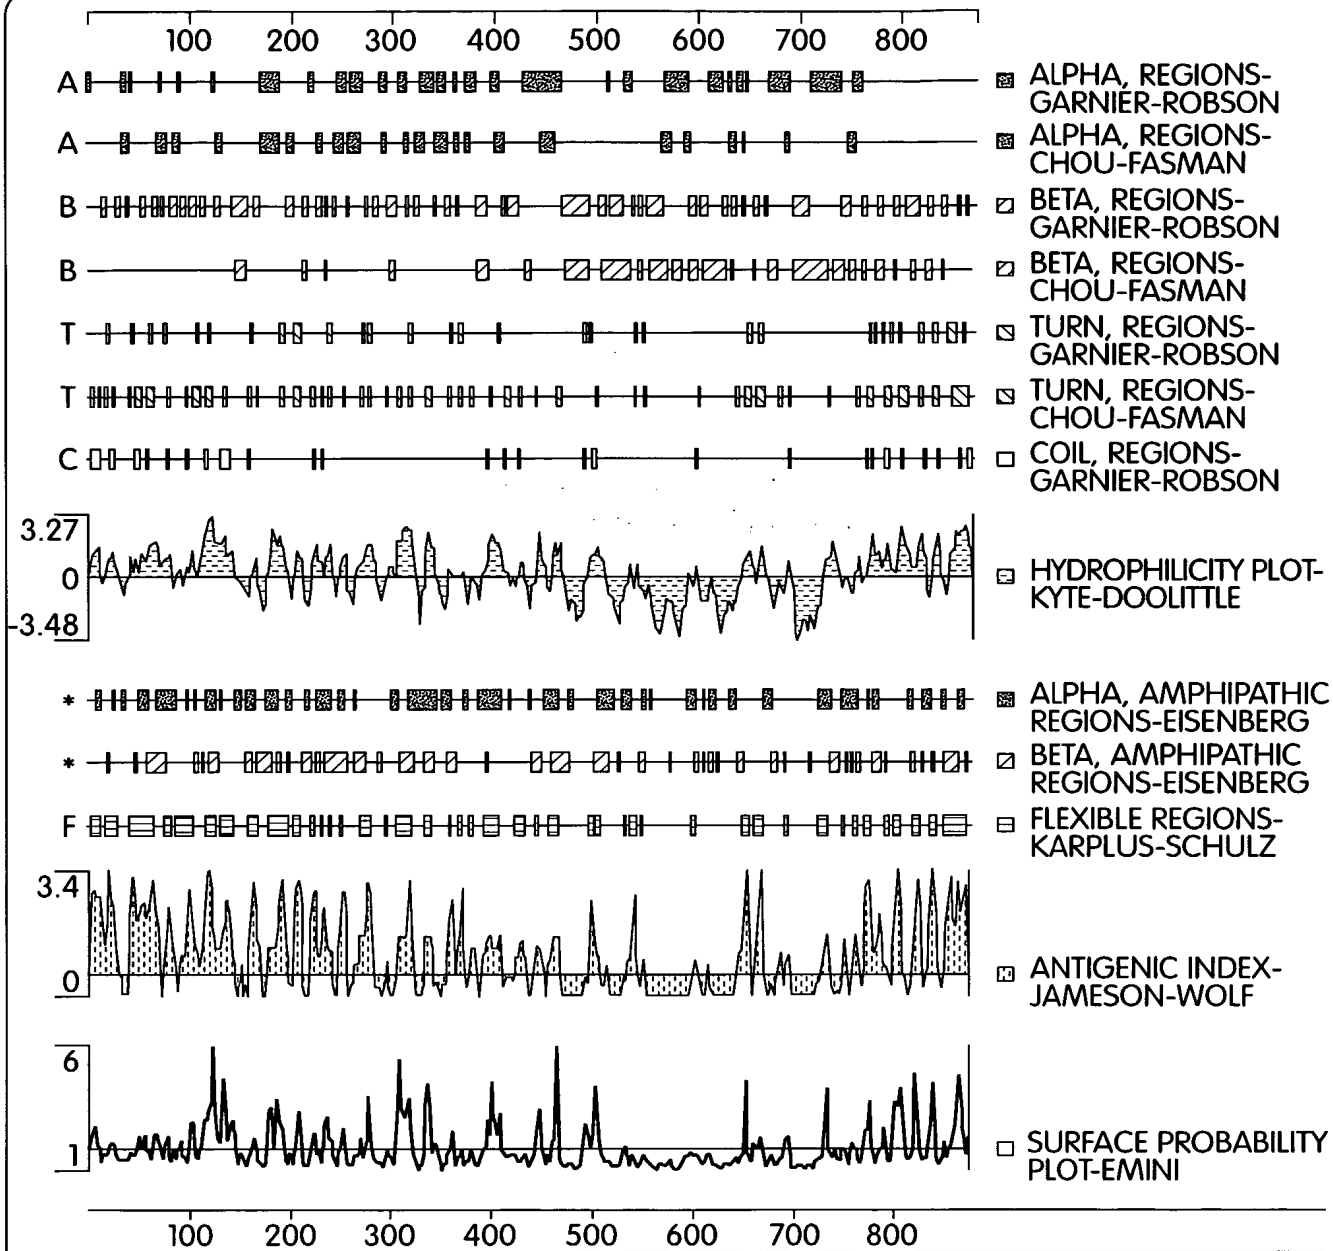 100 200 300 400 500 600 700 800
A ALPHA, REGIONS-
GARNIER-ROBSON
A ALPHA, REGIONS-
CHOU-FASMAN
B BETA, REGIONS-
GARNIER-ROBSON
B BETA, REGIONS-
CHOU-FASMAN
T TURN, REGIONS-
GARNIER-ROBSON
T TURN, REGIONS-
CHOU-FASMAN
C COIL, REGIONS-
GARNIER-ROBSON
3.27
0
-3.48
HYDROPHILICITY PLOT-
KYTE-DOOLITTLE
* ALPHA, AMPHIPATHIC
REGIONS-EISENBERG
* BETA, AMPHIPATHIC
REGIONS-EISENBERG
F FLEXIBLE REGIONS-
KARPLUS-SCHULZ
3.4
0
ANTIGENIC INDEX-
JAMESON-WOLF
6
1
SURFACE PROBABILITY
PLOT-EMINI
100 200 300 400 500 600 700 800